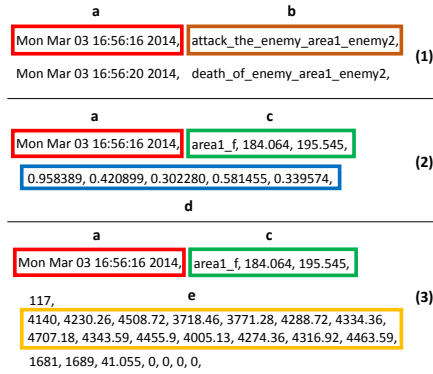 a b
Mon Mar 03 16:56:16 2014, attack_the_enemy_area1_enemy2,
(1)
Mon Mar 03 16:56:20 2014, death_of_enemy_area1_enemy2,
a c
Mon Mar 03 16:56:16 2014, area1_f, 184.064, 195.545,
(2)
0.958389, 0.420899, 0.302280, 0.581455, 0.339574,
d
a c
Mon Mar 03 16:56:16 2014, area1_f, 184.064, 195.545,
117, e (3)
4140, 4230.26, 4508.72, 3718.46, 3771.28, 4288.72, 4334.36,
4707.18, 4343.59, 4455.9, 4005.13, 4274.36, 4316.92, 4463.59,
1681, 1689, 41.055, 0, 0, 0, 0,